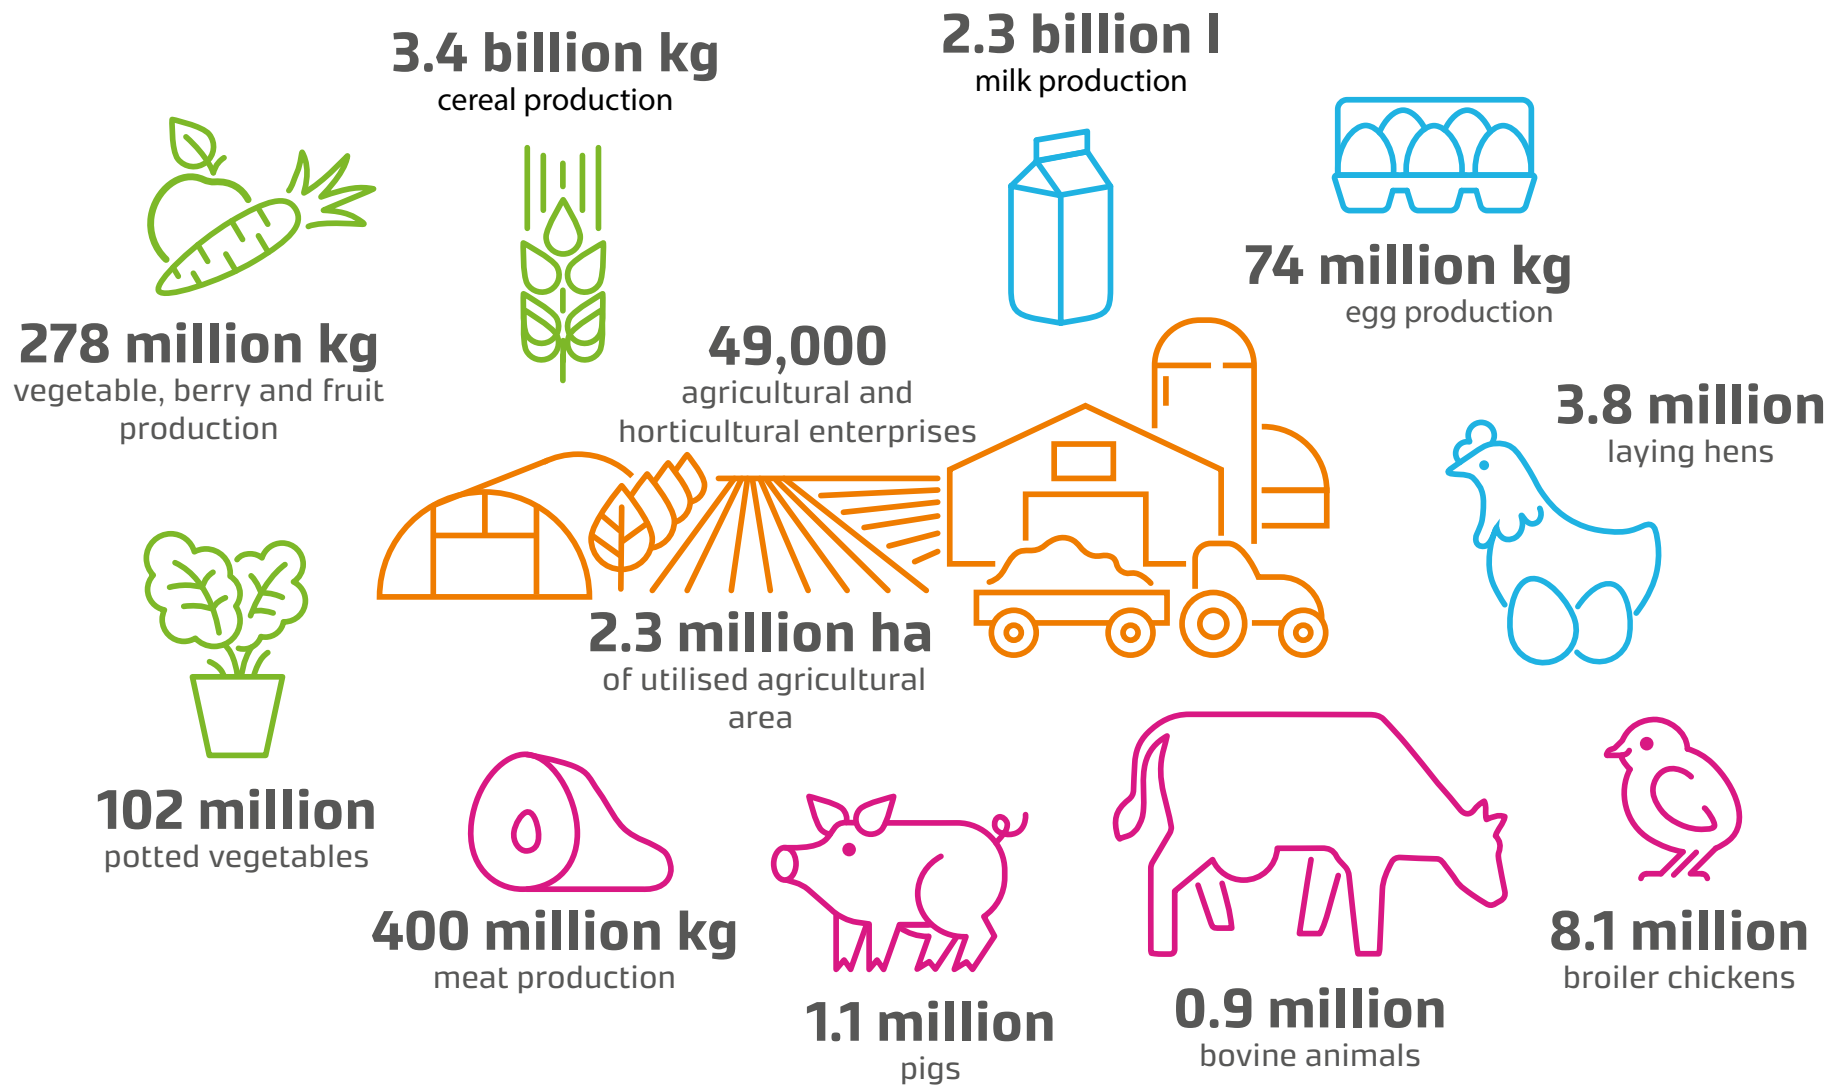 3.4 billion kg
cereal production
2.3 billion l
milk production
278 million kg
vegetable, berry and fruit
production
49,000
agricultural and
horticultural enterprises
74 million kg
egg production
3.8 million
laying hens
2.3 million ha
of utilised agricultural
area
102 million
potted vegetables
400 million kg
meat production
1.1 million
pigs
0.9 million
bovine animals
8.1 million
broiler chickens